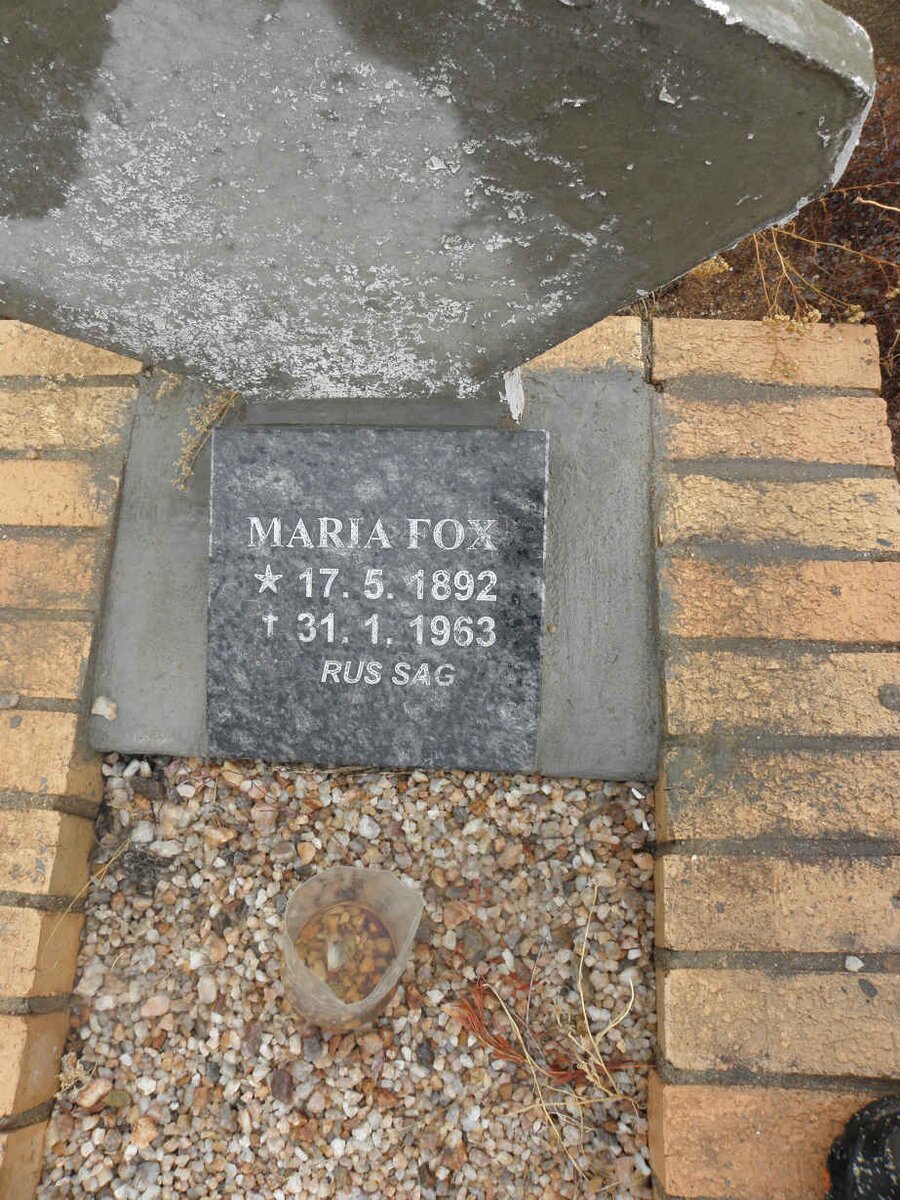 MARIA FOX
★ 17. 5. 1892
† 31. 1. 1963
RUS SAG